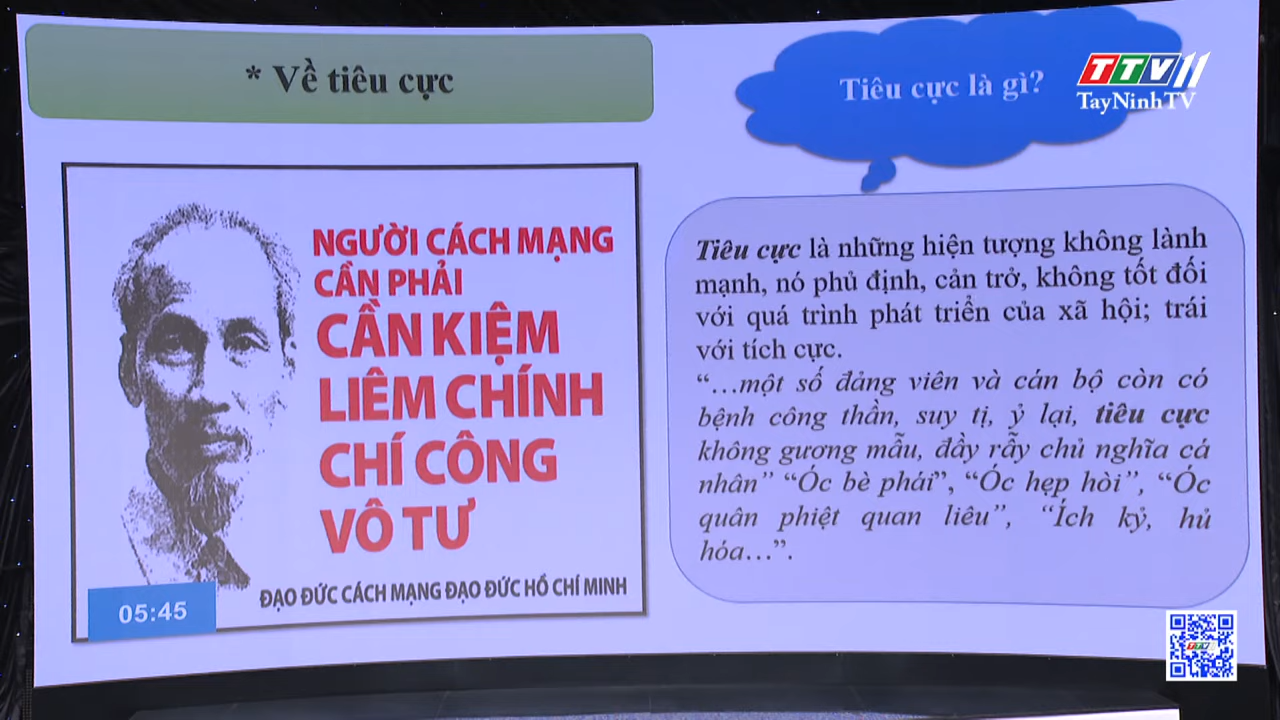 * Về tiêu cực
Tiêu cực là gì?
TTV11
TayNinhTV
NGƯỜI CÁCH MẠNG
CẦN PHẢI
CẦN KIỆM
LIÊM CHÍNH
CHÍ CÔNG
VÔ TƯ
ĐẠO ĐỨC CÁCH MẠNG ĐẠO ĐỨC HỒ CHÍ MINH
05:45
Tiêu cực là những hiện tượng không lành
mạnh, nó phủ định, cản trở, không tốt đối
với quá trình phát triển của xã hội; trái
với tích cực.
“…một số đảng viên và cán bộ còn có
bệnh công thần, suy tị, ỷ lại, tiêu cực
không gương mẫu, đầy rẫy chủ nghĩa cá
nhân” “Óc bè phái”, “Óc hẹp hòi”, “Óc
quân phiệt quan liêu”, “Ích kỷ, hủ
hóa…”.